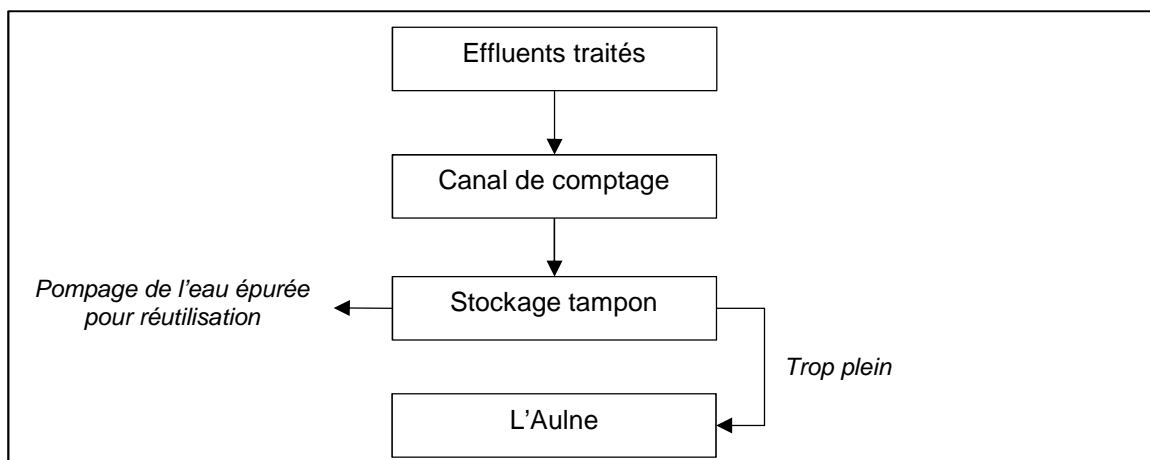 Effluents traités
Canal de comptage
Pompage de l'eau épurée
pour réutilisation
Stockage tampon
Trop plein
L'Aulne